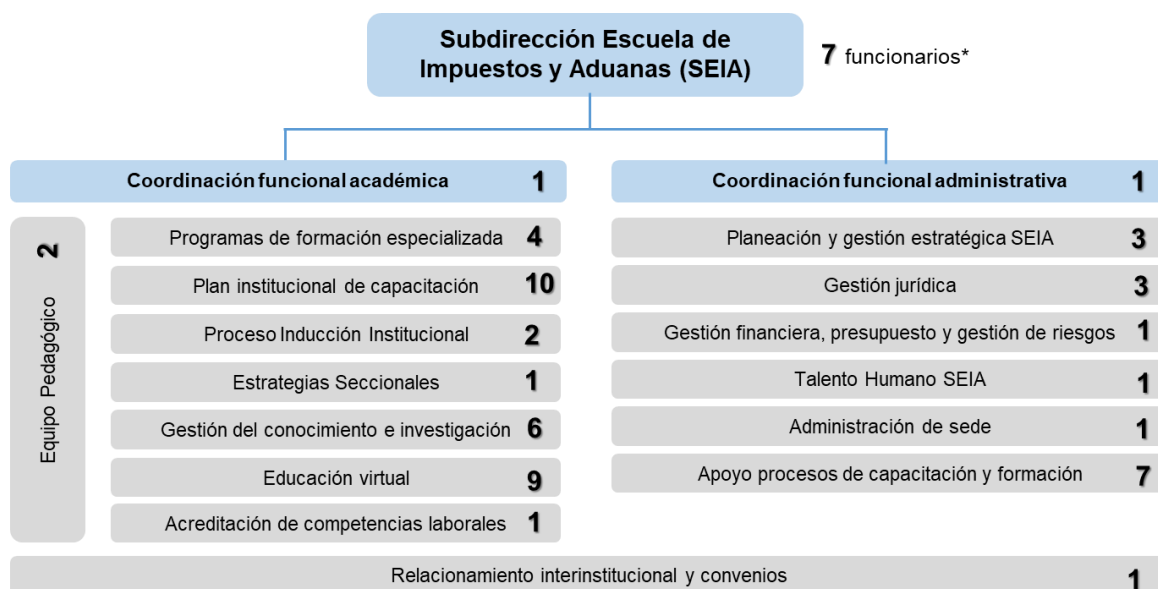 Subdirección Escuela de
Impuestos y Aduanas (SEIA)
7 funcionarios*
Coordinación funcional académica 1
Equipo Pedagógico 2
Programas de formación especializada 4
Plan institucional de capacitación 10
Proceso Inducción Institucional 2
Estrategias Seccionales 1
Gestión del conocimiento e investigación 6
Educación virtual 9
Acreditación de competencias laborales 1
Coordinación funcional administrativa 1
Planeación y gestión estratégica SEIA 3
Gestión jurídica 3
Gestión financiera, presupuesto y gestión de riesgos 1
Talento Humano SEIA 1
Administración de sede 1
Apoyo procesos de capacitación y formación 7
Relacionamiento interinstitucional y convenios 1